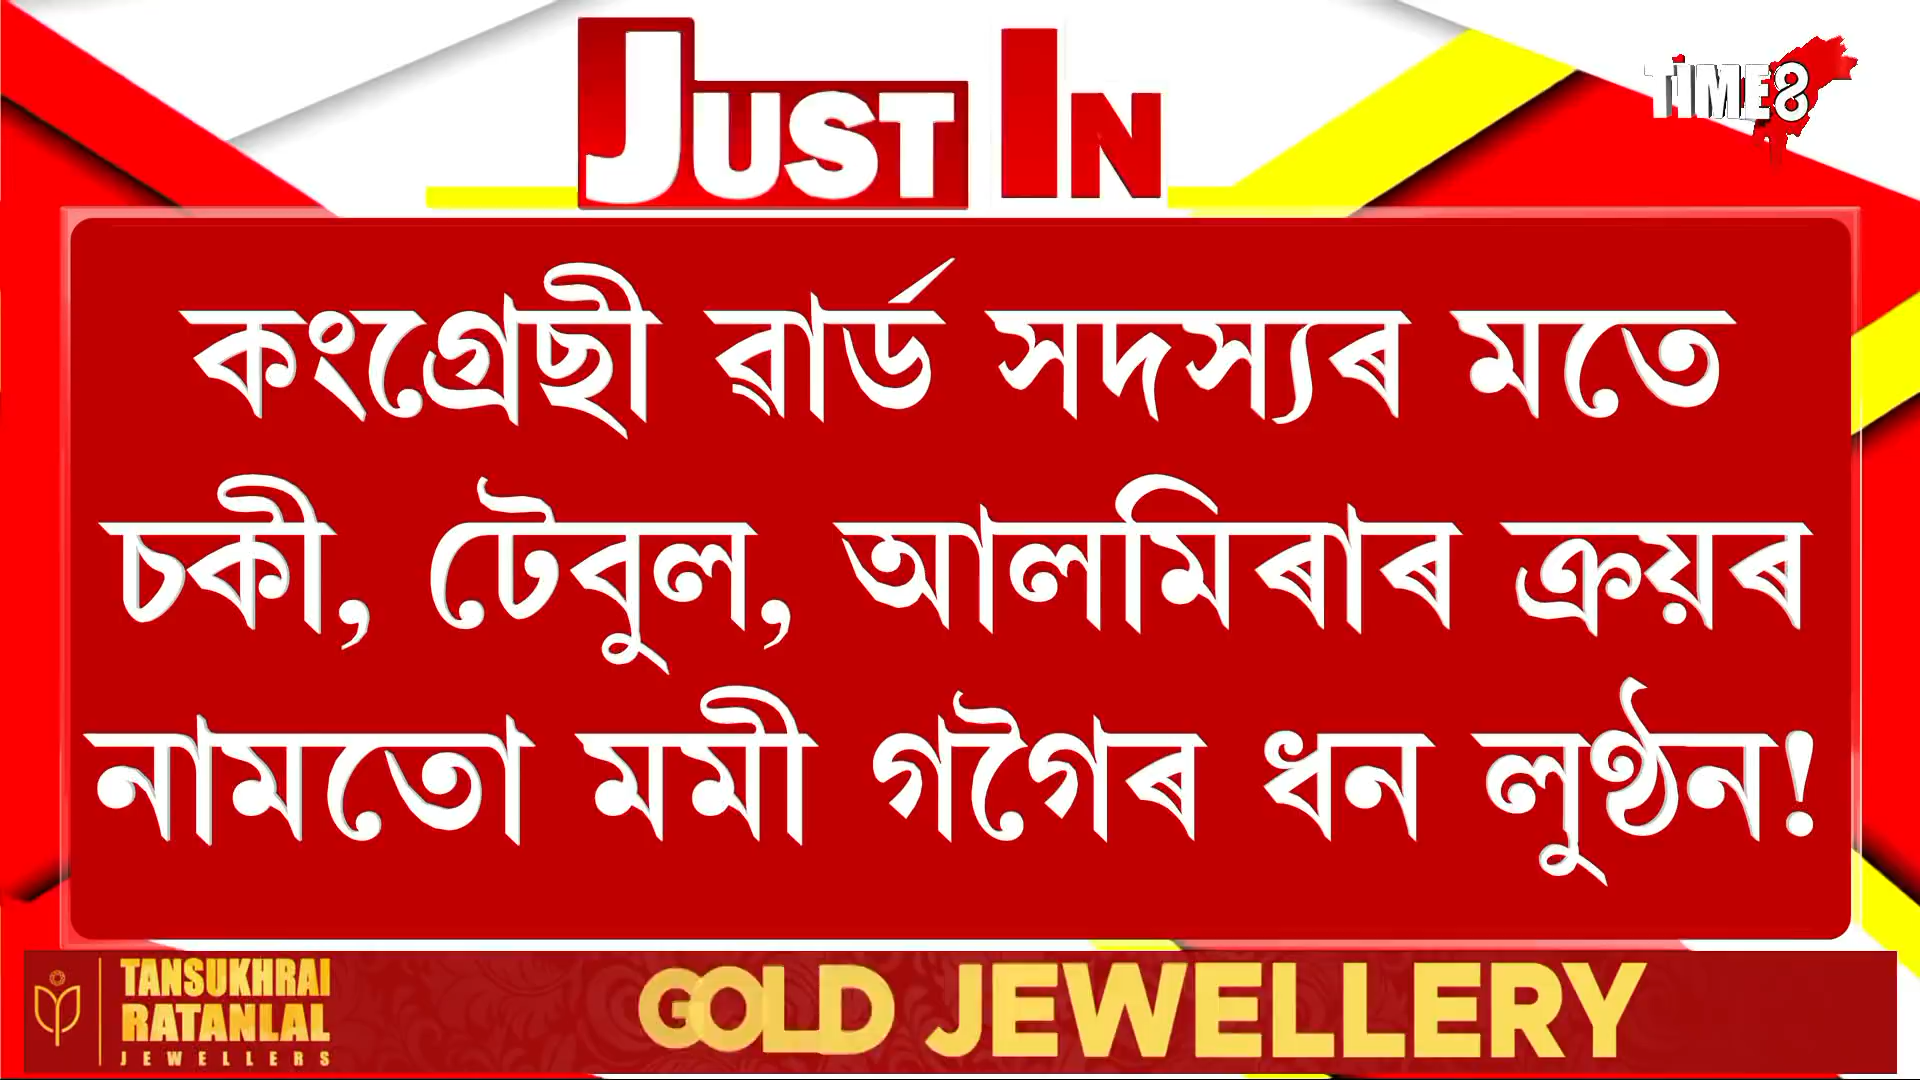 JUST IN
TIME8
কংগ্ৰেছী ৱাৰ্ড সদস্যৰ মতে
চকী, টেবুল, আলমিৰাৰ ক্ৰয়ৰ
নামতো মমী গগৈৰ ধন লুণ্ঠন!
TANSUKHRAI
RATANLAL
JEWELLERS
GOLD JEWELLERY